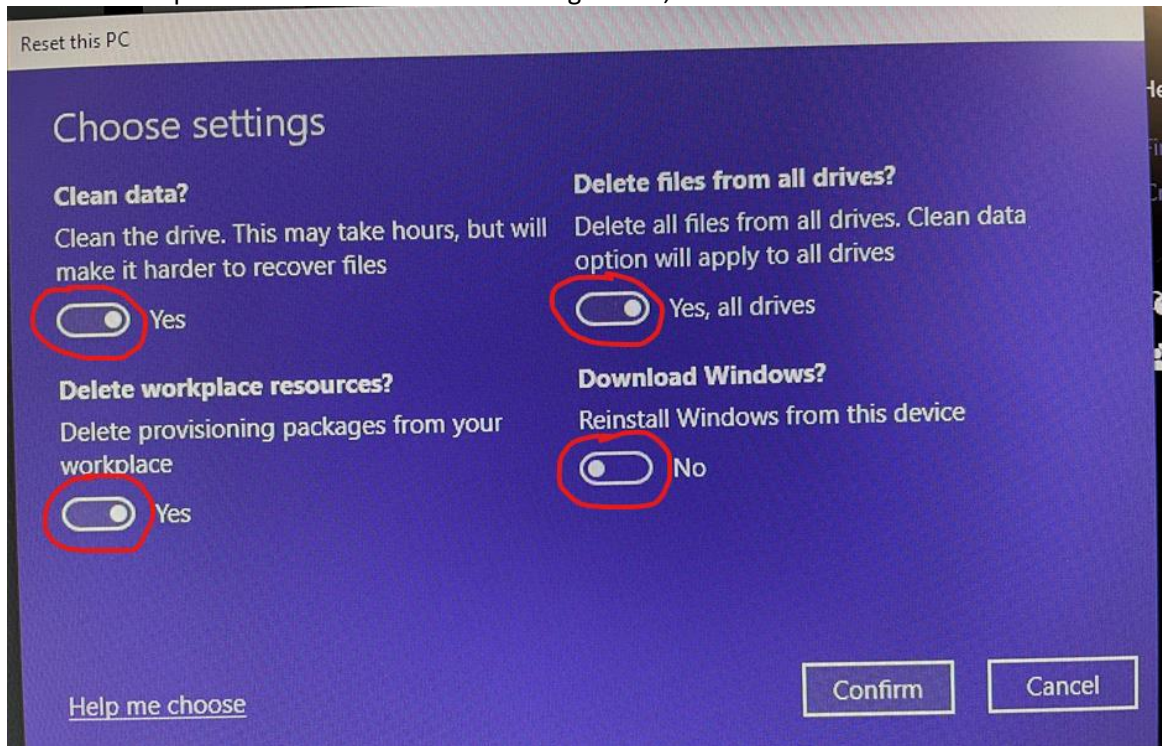 Reset this PC
Choose settings
Clean data?
Clean the drive. This may take hours, but will
make it harder to recover files
Yes
Delete workplace resources?
Delete provisioning packages from your
workplace
Yes
Delete files from all drives?
Delete all files from all drives. Clean data
option will apply to all drives
Yes, all drives
Download Windows?
Reinstall Windows from this device
No
Help me choose
Confirm
Cancel